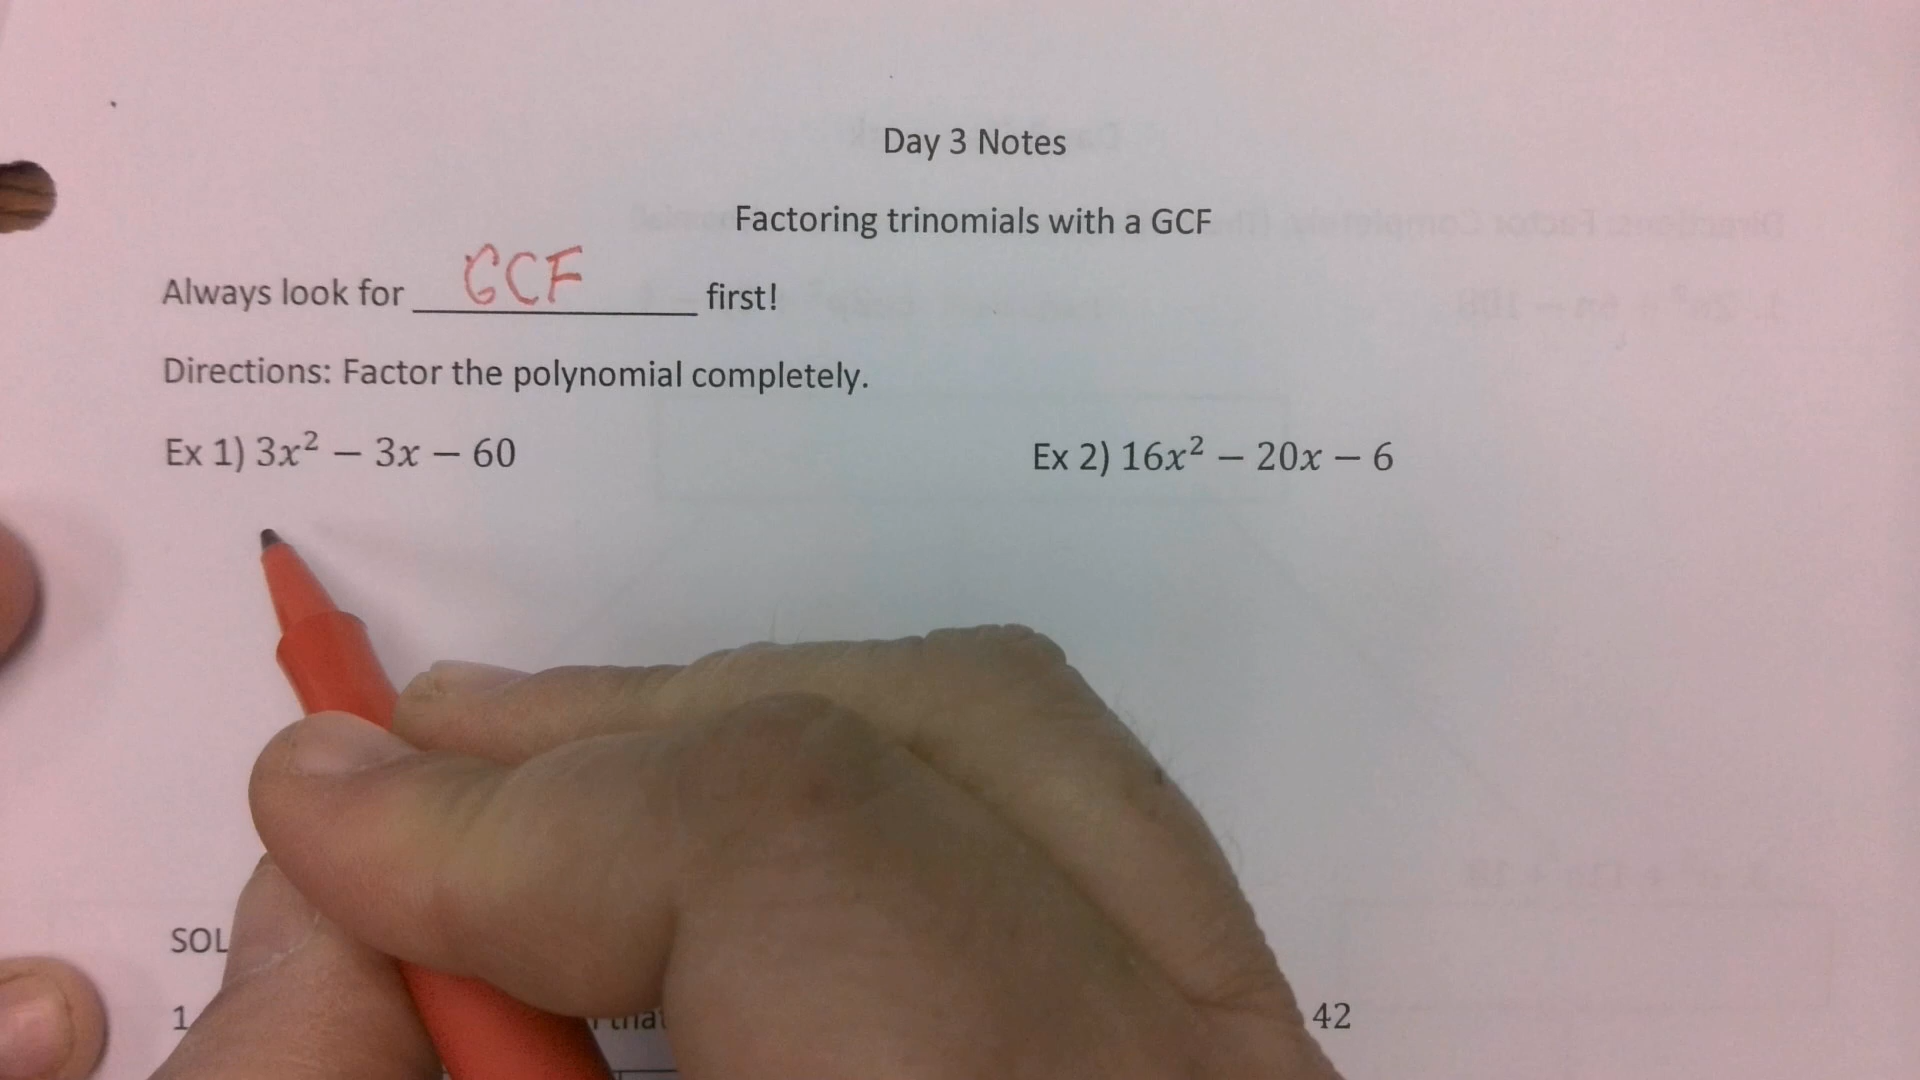 Day 3 Notes
Factoring trinomials with a GCF
Always look for GCF first!
Directions: Factor the polynomial completely.
Ex 1) 3x² − 3x − 60
Ex 2) 16x² − 20x − 6
SOL
1
42